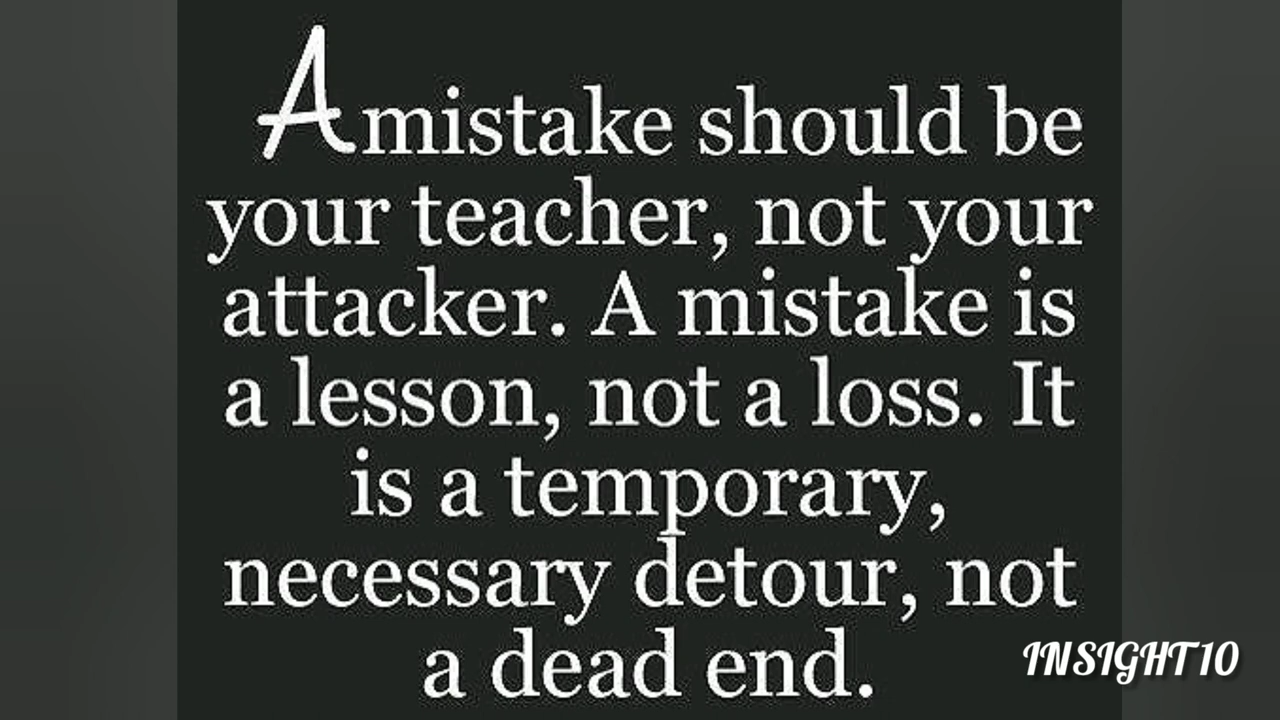 A mistake should be
your teacher, not your
attacker. A mistake is
a lesson, not a loss. It
is a temporary,
necessary detour, not
a dead end.
INSIGHT10